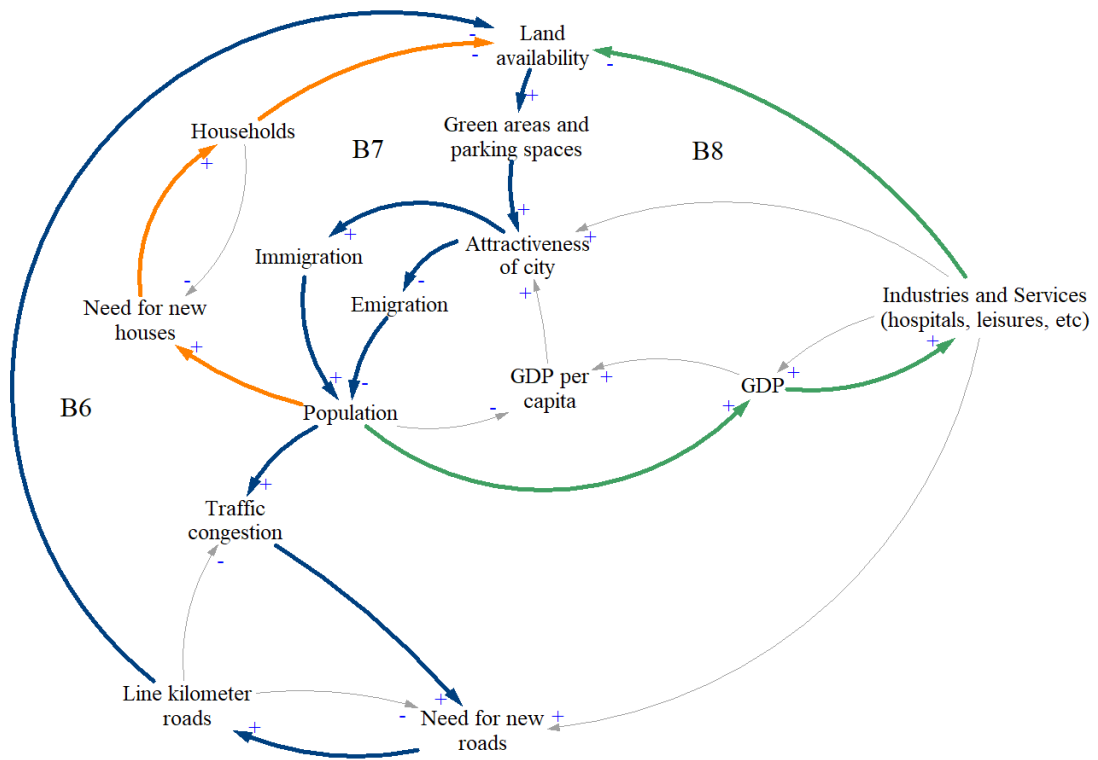 Land
availability
-
-
-
+
Households
Green areas and
parking spaces
B7
B8
+
+
Attractiveness
of city
+
+
+
Immigration
-
Emigration
-
Need for new
houses
+
Industries and Services
(hospitals, leisures, etc)
+
GDP per
capita
+
GDP
+
+
-
+
-
Population
B6
+
Traffic
congestion
-
Line kilometer
roads
+
-
+
Need for new
roads
+